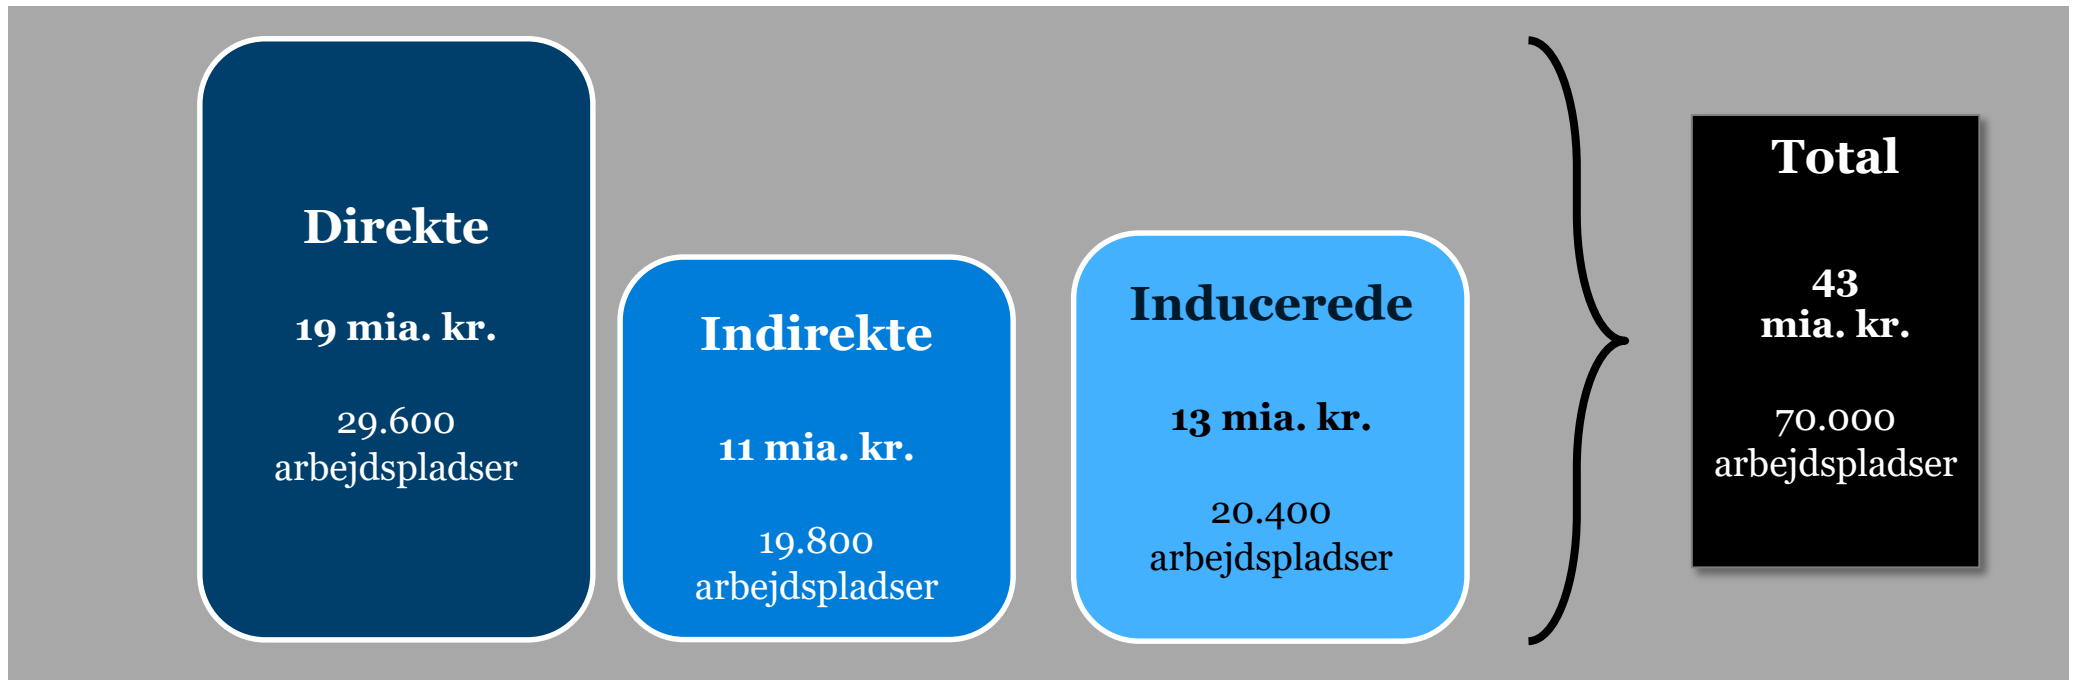 Direkte
19 mia. kr.
29.600
arbejdspladser
Indirekte
11 mia. kr.
19.800
arbejdspladser
Inducerede
13 mia. kr.
20.400
arbejdspladser
Total
43
mia. kr.
70.000
arbejdspladser